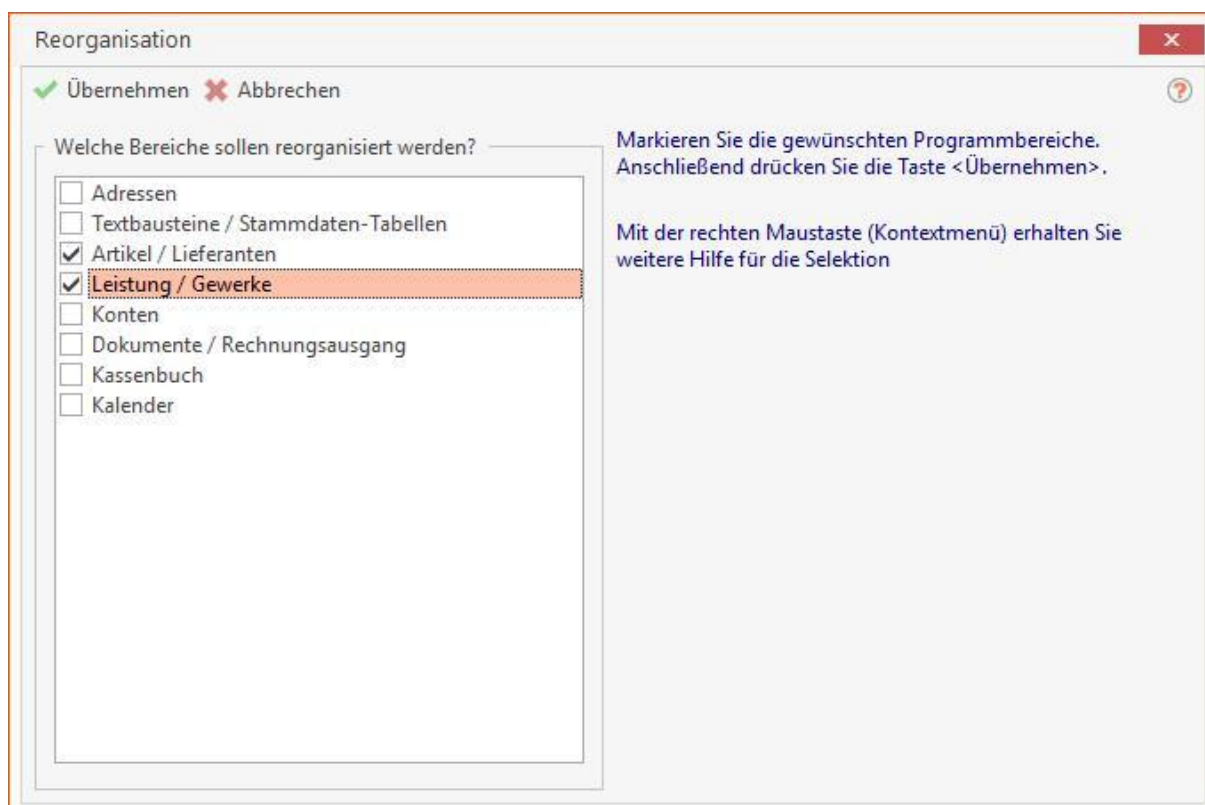 Reorganisation
Übernehmen Abbrechen
Welche Bereiche sollen reorganisiert werden?
Adressen
Textbausteine / Stammdaten-Tabellen
Artikel / Lieferanten
Leistung / Gewerke
Konten
Dokumente / Rechnungsausgang
Kassenbuch
Kalender
Markieren Sie die gewünschten Programmbereiche.
Anschließend drücken Sie die Taste <Übernehmen>.
Mit der rechten Maustaste (Kontextmenü) erhalten Sie
weitere Hilfe für die Selektion